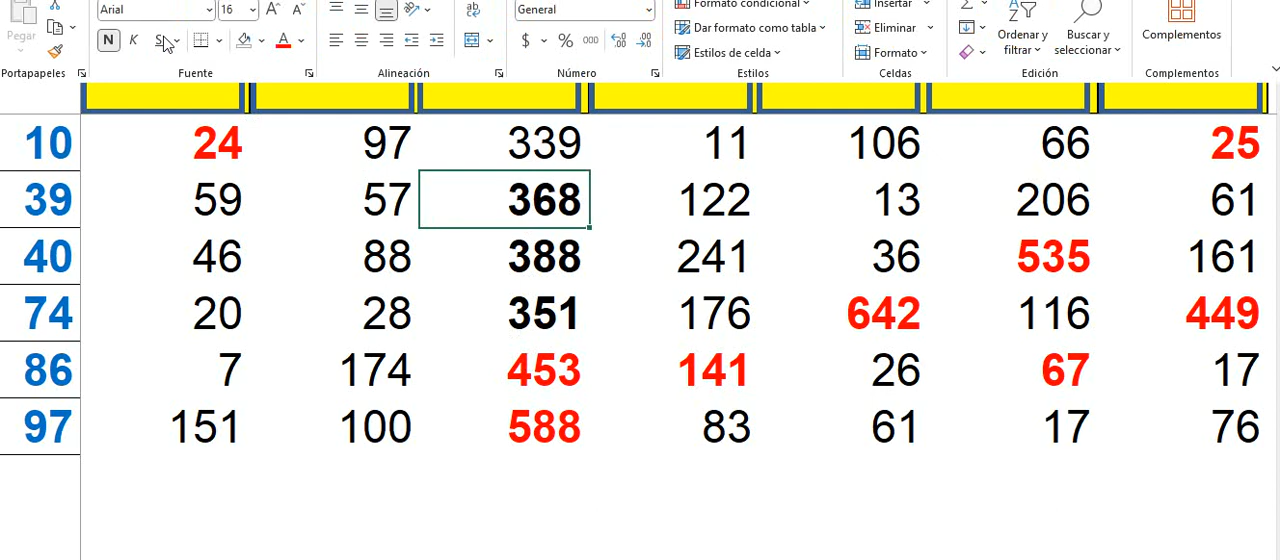 Arial 16 A A ab General Formato condicional Insertar
Pegar N K S A $ % 000 Dar formato como tabla Eliminar Ordenar y filtrar Buscar y seleccionar Complementos
Estilos de celda Formato
Portapapeles Fuente Alineación Número Estilos Celdas Edición Complementos
10 24 97 339 11 106 66 25
39 59 57 368 122 13 206 61
40 46 88 388 241 36 535 161
74 20 28 351 176 642 116 449
86 7 174 453 141 26 67 17
97 151 100 588 83 61 17 76